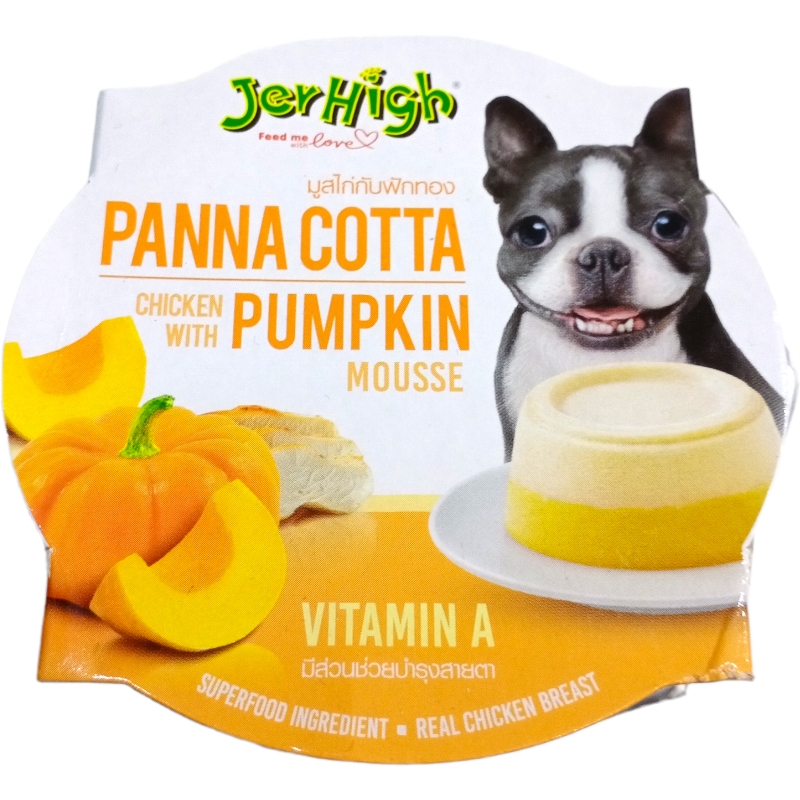 JerHigh®
Feed me with love
มูสไก่กับฟักทอง
PANNA COTTA
CHICKEN WITH PUMPKIN
MOUSSE
VITAMIN A
มีส่วนช่วยบำรุงสายตา
SUPERFOOD INGREDIENT ▪ REAL CHICKEN BREAST